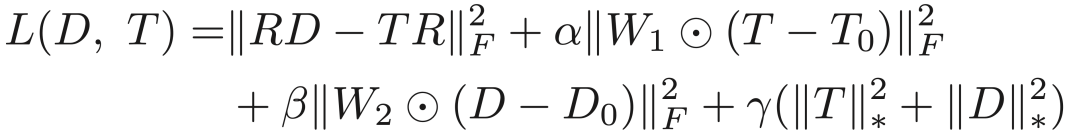 L(D, T) =‖RD − TR‖²_F + α‖W₁ ⊙ (T − T₀)‖²_F
+ β‖W₂ ⊙ (D − D₀)‖²_F + γ(‖T‖²_* + ‖D‖²_*)